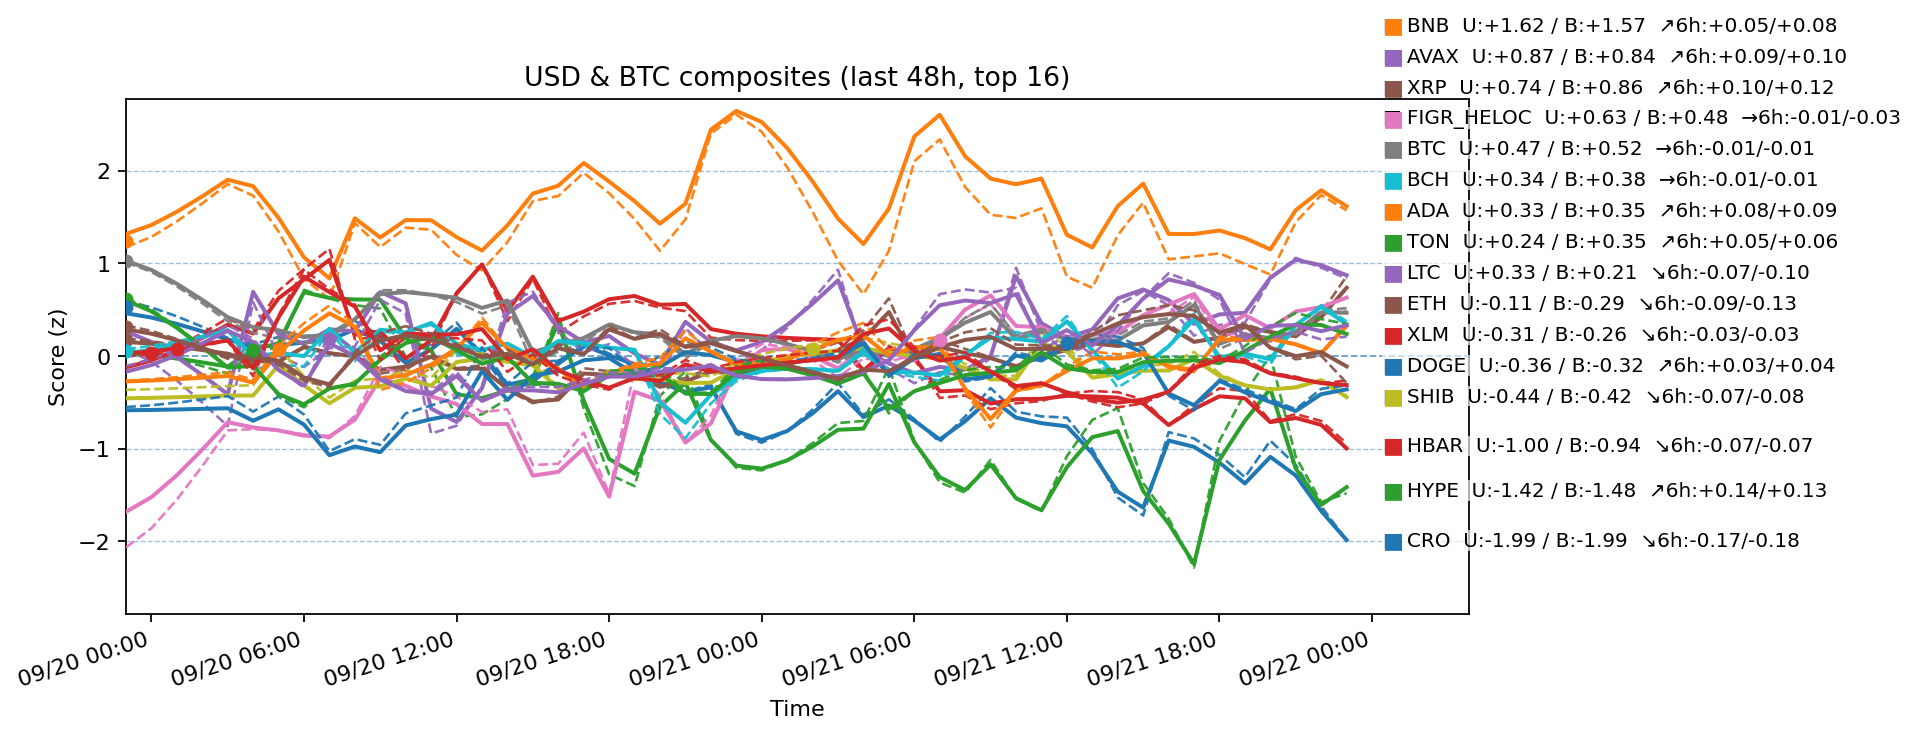 BNB  U:+1.62 / B:+1.57  ↗6h:+0.05/+0.08
AVAX  U:+0.87 / B:+0.84  ↗6h:+0.09/+0.10
USD & BTC composites (last 48h, top 16)
XRP  U:+0.74 / B:+0.86  ↗6h:+0.10/+0.12
FIGR_HELOC  U:+0.63 / B:+0.48  →6h:-0.01/-0.03
BTC  U:+0.47 / B:+0.52  →6h:-0.01/-0.01
BCH  U:+0.34 / B:+0.38  →6h:-0.01/-0.01
ADA  U:+0.33 / B:+0.35  ↗6h:+0.08/+0.09
TON  U:+0.24 / B:+0.35  ↗6h:+0.05/+0.06
LTC  U:+0.33 / B:+0.21  ↘6h:-0.07/-0.10
ETH  U:-0.11 / B:-0.29  ↘6h:-0.09/-0.13
XLM  U:-0.31 / B:-0.26  ↘6h:-0.03/-0.03
DOGE  U:-0.36 / B:-0.32  ↗6h:+0.03/+0.04
SHIB  U:-0.44 / B:-0.42  ↘6h:-0.07/-0.08
HBAR  U:-1.00 / B:-0.94  ↘6h:-0.07/-0.07
HYPE  U:-1.42 / B:-1.48  ↗6h:+0.14/+0.13
CRO  U:-1.99 / B:-1.99  ↘6h:-0.17/-0.18
Score (z)
2
1
0
−1
−2
09/20 00:00
09/20 06:00
09/20 12:00
09/20 18:00
09/21 00:00
09/21 06:00
09/21 12:00
09/21 18:00
09/22 00:00
Time